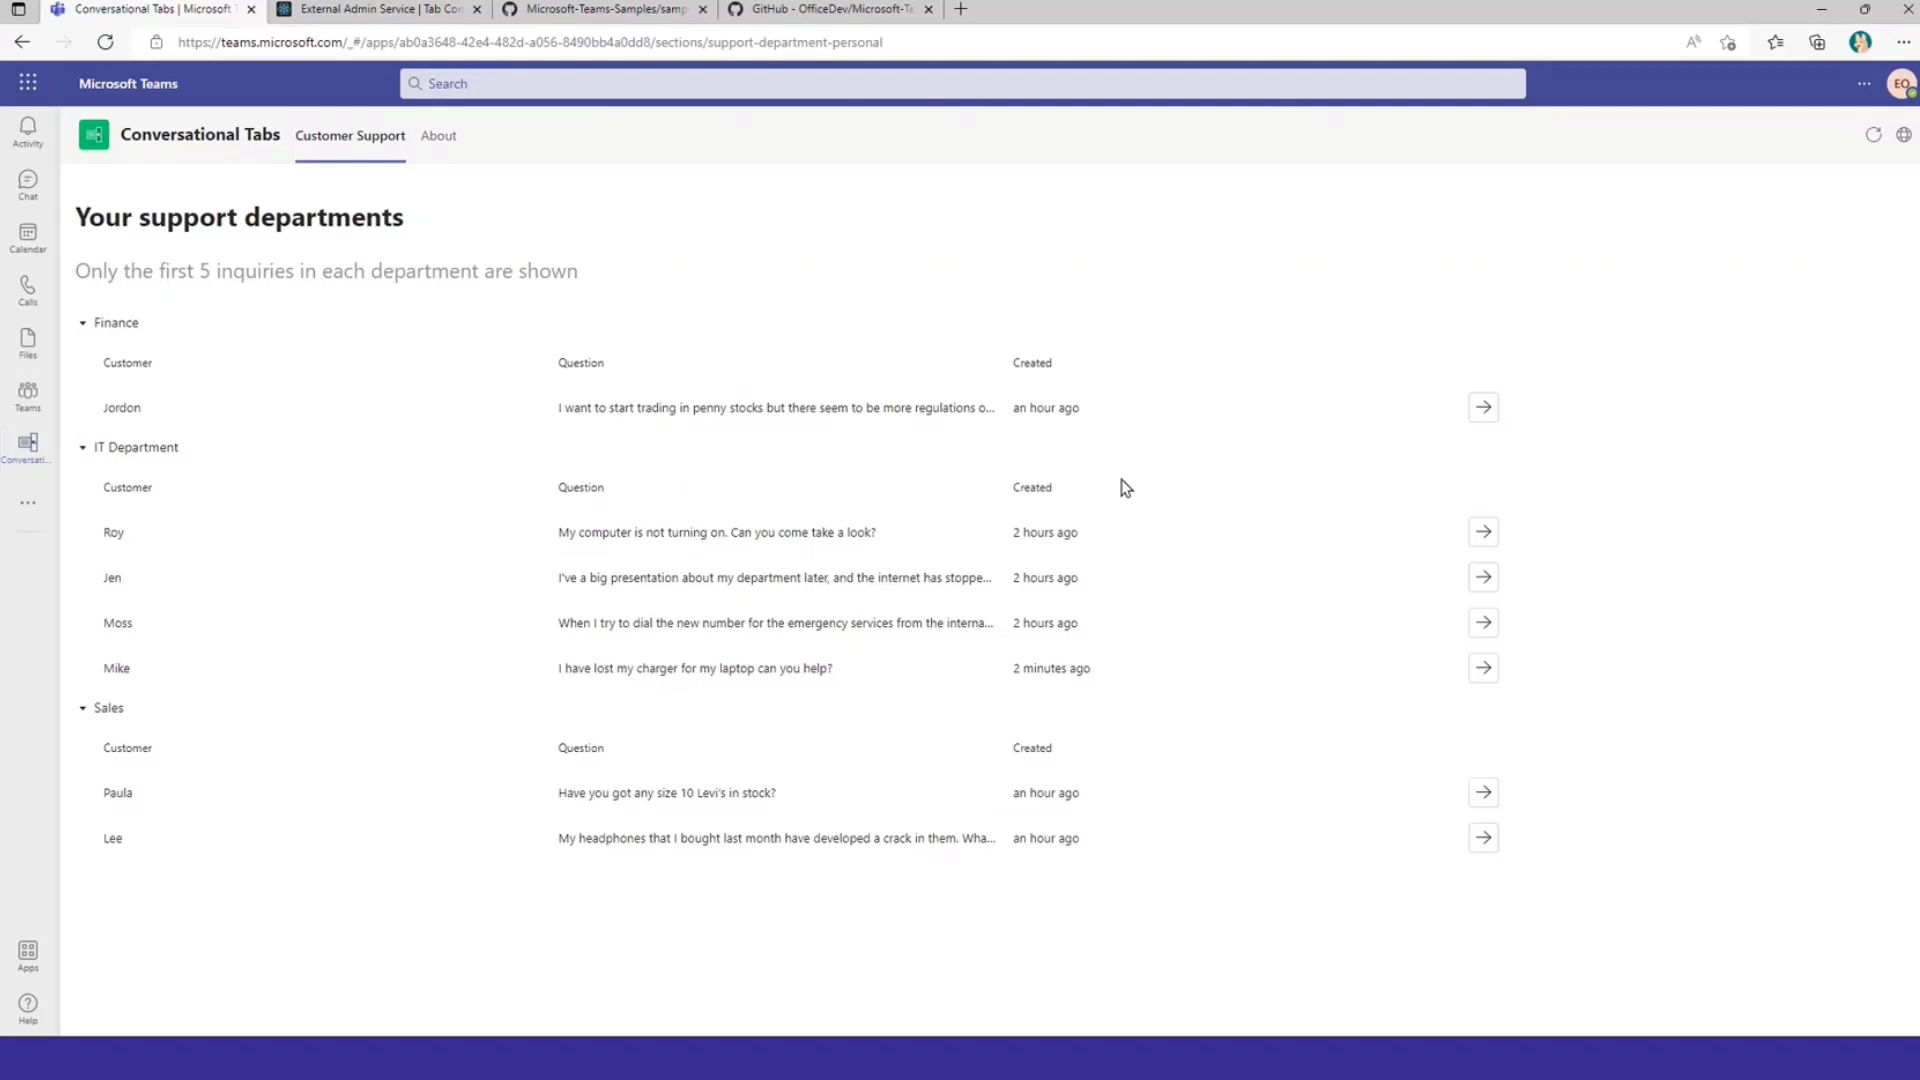 Conversational Tabs | Microsoft T
External Admin Service | Tab Con
Microsoft-Teams-Samples/samp
GitHub - OfficeDev/Microsoft-Te
https://teams.microsoft.com/_#/apps/ab0a3648-42e4-482d-a056-8490bb4a0dd8/sections/support-department-personal
Microsoft Teams
Search
EO
Activity
Chat
Calendar
Calls
Files
Teams
Conversati...
Apps
Help
Conversational Tabs
Customer Support
About
Your support departments
Only the first 5 inquiries in each department are shown
Finance
Customer Question Created
Jordon I want to start trading in penny stocks but there seem to be more regulations o... an hour ago
IT Department
Customer Question Created
Roy My computer is not turning on. Can you come take a look? 2 hours ago
Jen I've a big presentation about my department later, and the internet has stoppe... 2 hours ago
Moss When I try to dial the new number for the emergency services from the interna... 2 hours ago
Mike I have lost my charger for my laptop can you help? 2 minutes ago
Sales
Customer Question Created
Paula Have you got any size 10 Levi's in stock? an hour ago
Lee My headphones that I bought last month have developed a crack in them. Wha... an hour ago